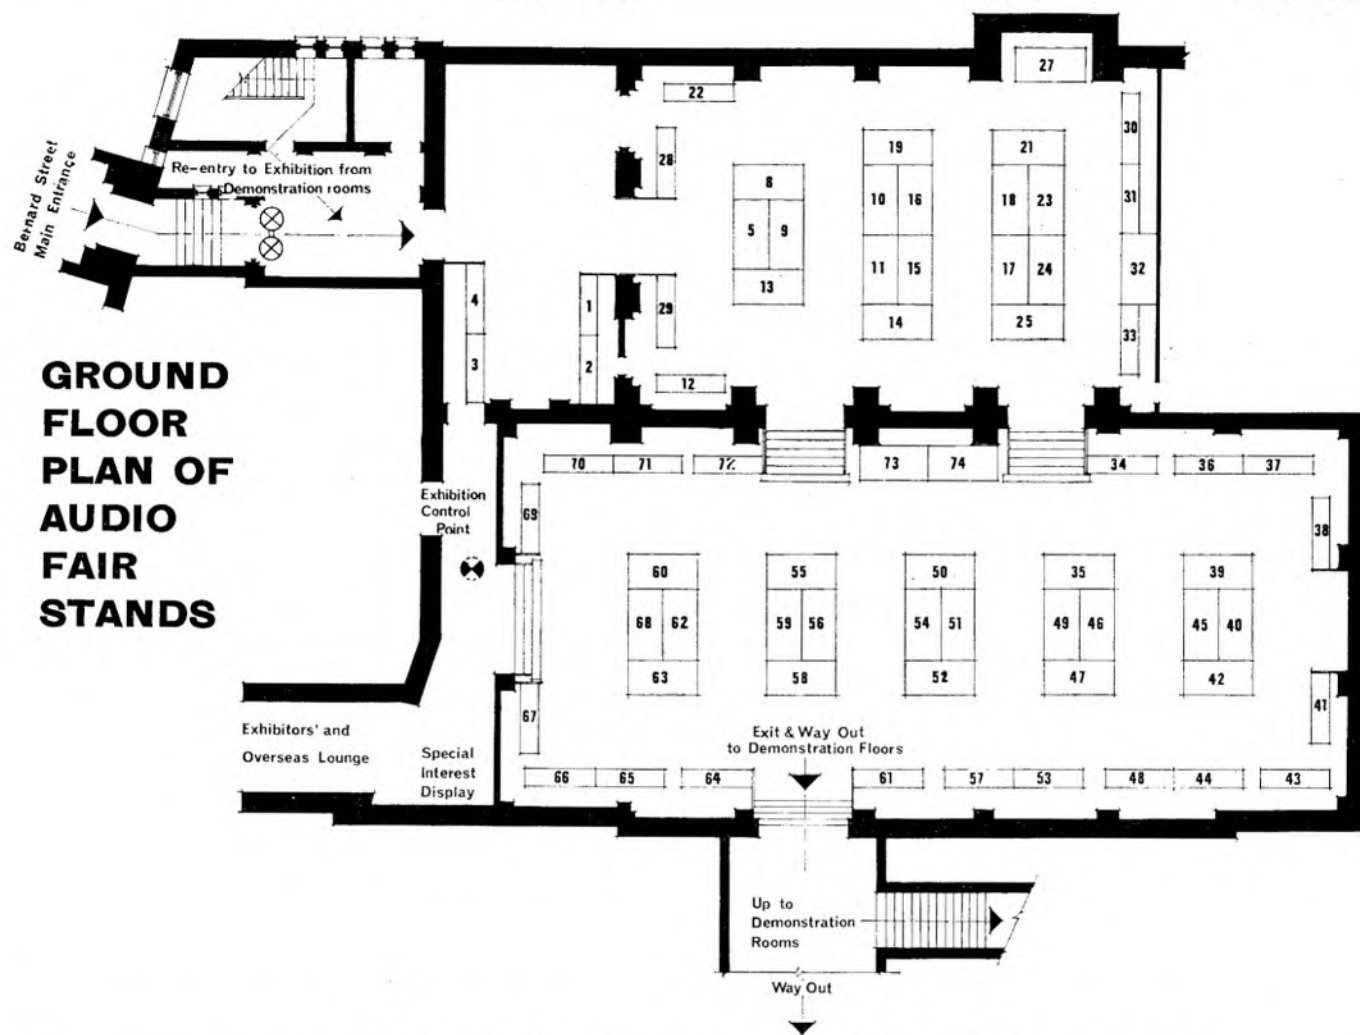 27
22
30
28
19
21
Re-entry to Exhibition from
Demonstration rooms
Bernard Street
Main Entrance
8
10 16
18 23
31
5 9
11 15
17 24
32
13
4
1
29
14
25
33
3
2
12
GROUND
FLOOR
PLAN OF
AUDIO
FAIR
STANDS
70 71 72 73 74 34 36 37
Exhibition
Control
Point
69
38
60 55 50 35 39
68 62 59 56 54 51 49 46 45 40
63 58 52 47 42
67
41
Exhibitors' and
Overseas Lounge
Special
Interest
Display
Exit & Way Out
to Demonstration Floors
66 65 64 61 57 53 48 44 43
Up to
Demonstration
Rooms
Way Out